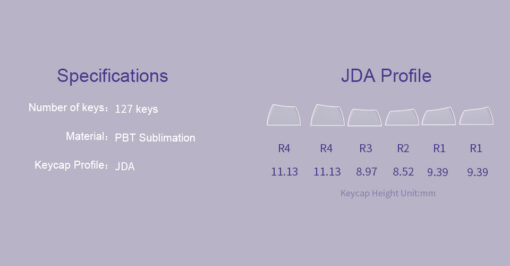 Specifications
Number of keys: 127 keys
Material: PBT Sublimation
Keycap Profile: JDA
JDA Profile
R4 R4 R3 R2 R1 R1
11.13 11.13 8.97 8.52 9.39 9.39
Keycap Height Unit:mm